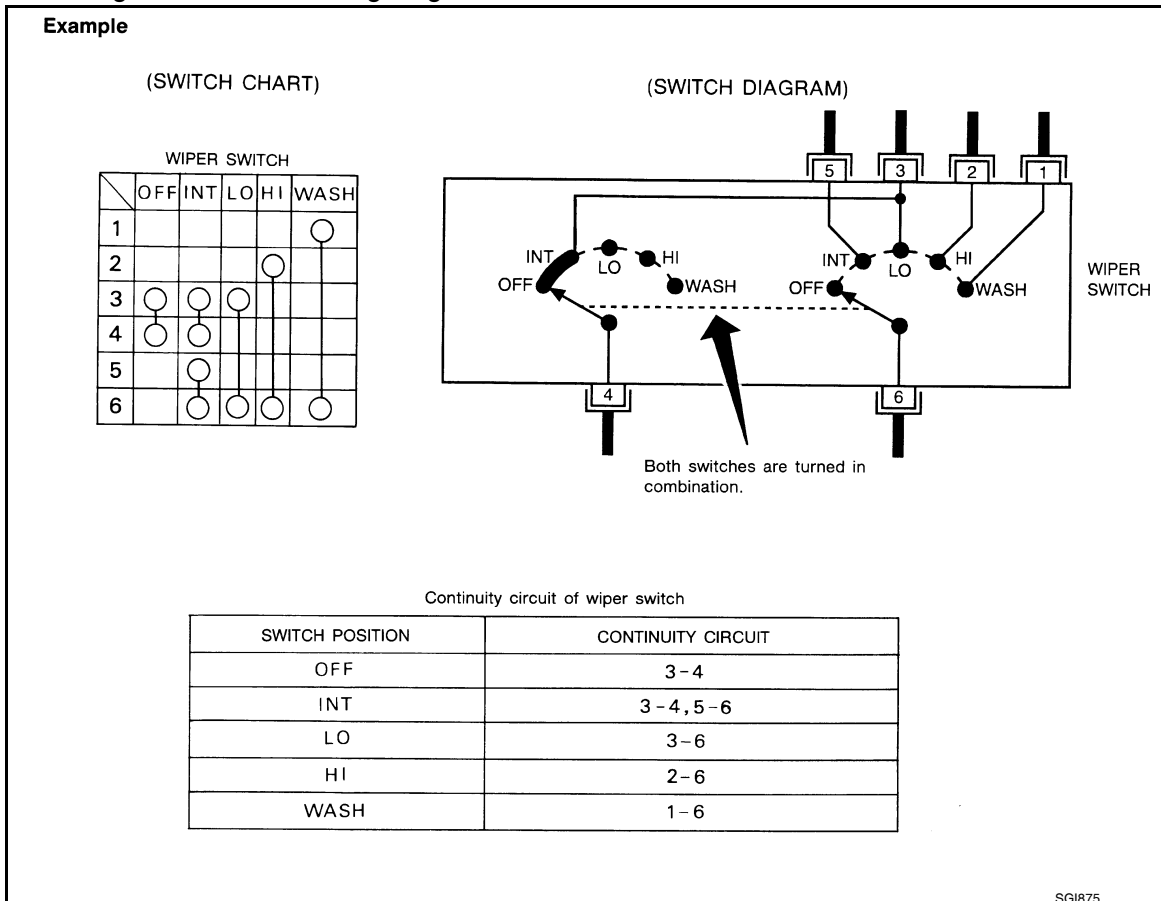 Example
(SWITCH CHART)
WIPER SWITCH
OFF INT LO HI WASH
1
2
3
4
5
6
(SWITCH DIAGRAM)
5 3 2 1
INT LO HI
OFF WASH
INT LO HI
OFF WASH
WIPER
SWITCH
4 6
Both switches are turned in
combination.
Continuity circuit of wiper switch
SWITCH POSITION CONTINUITY CIRCUIT
OFF 3-4
INT 3-4,5-6
LO 3-6
HI 2-6
WASH 1-6
SGI875